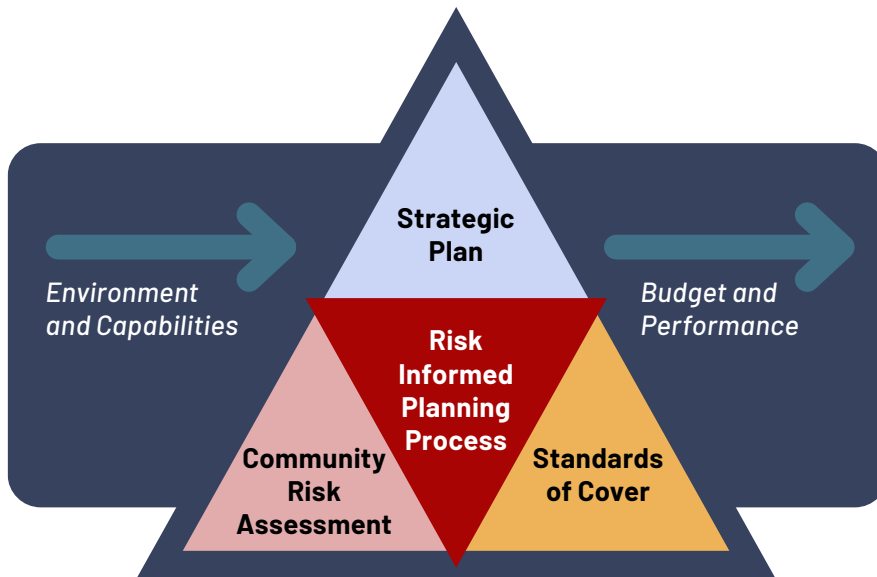 Strategic
Plan
Environment
and Capabilities
Budget and
Performance
Risk
Informed
Planning
Process
Community
Risk
Assessment
Standards
of Cover